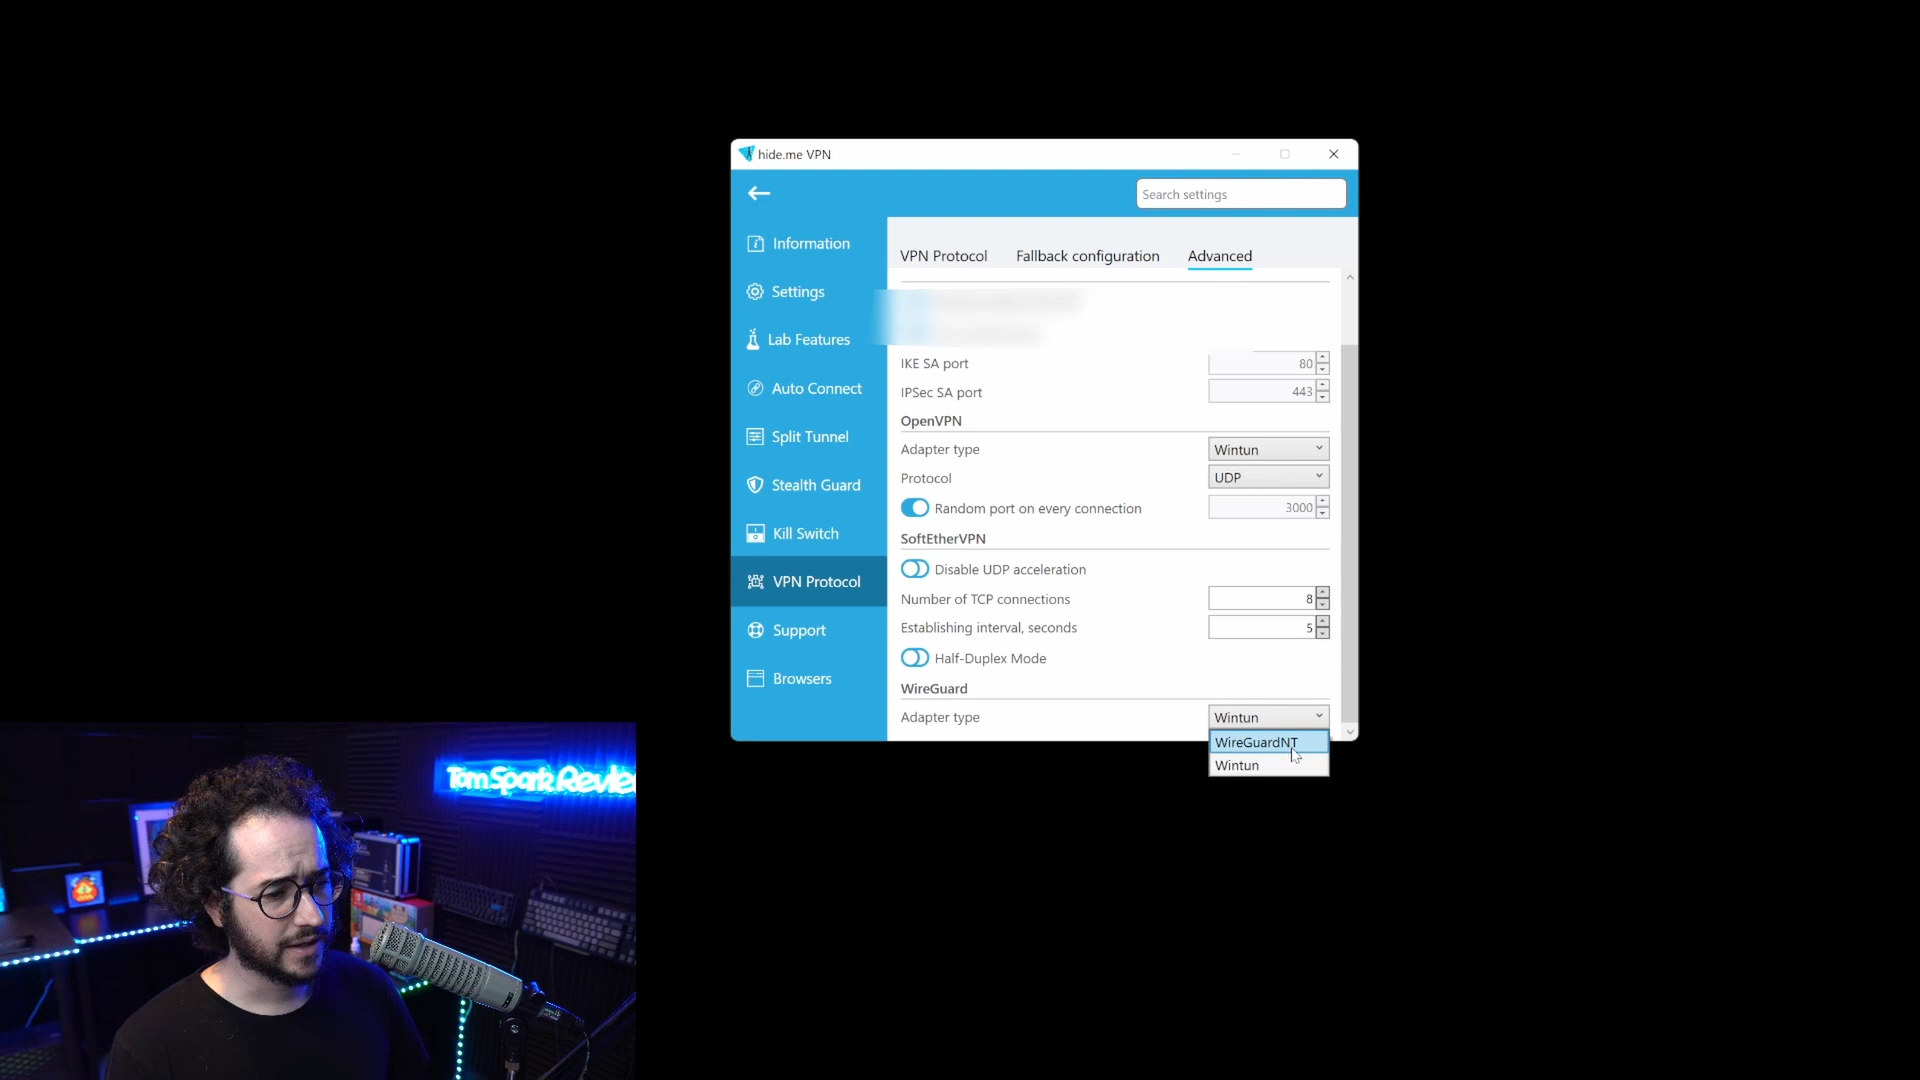 hide.me VPN
Search settings
Information
Settings
Lab Features
Auto Connect
Split Tunnel
Stealth Guard
Kill Switch
VPN Protocol
Support
Browsers
VPN Protocol Fallback configuration Advanced
IKE SA port 80
IPSec SA port 443
OpenVPN
Adapter type Wintun
Protocol UDP
Random port on every connection 3000
SoftEtherVPN
Disable UDP acceleration
Number of TCP connections 8
Establishing interval, seconds 5
Half-Duplex Mode
WireGuard
Adapter type Wintun
WireGuardNT
Wintun
Tom Spark Revie